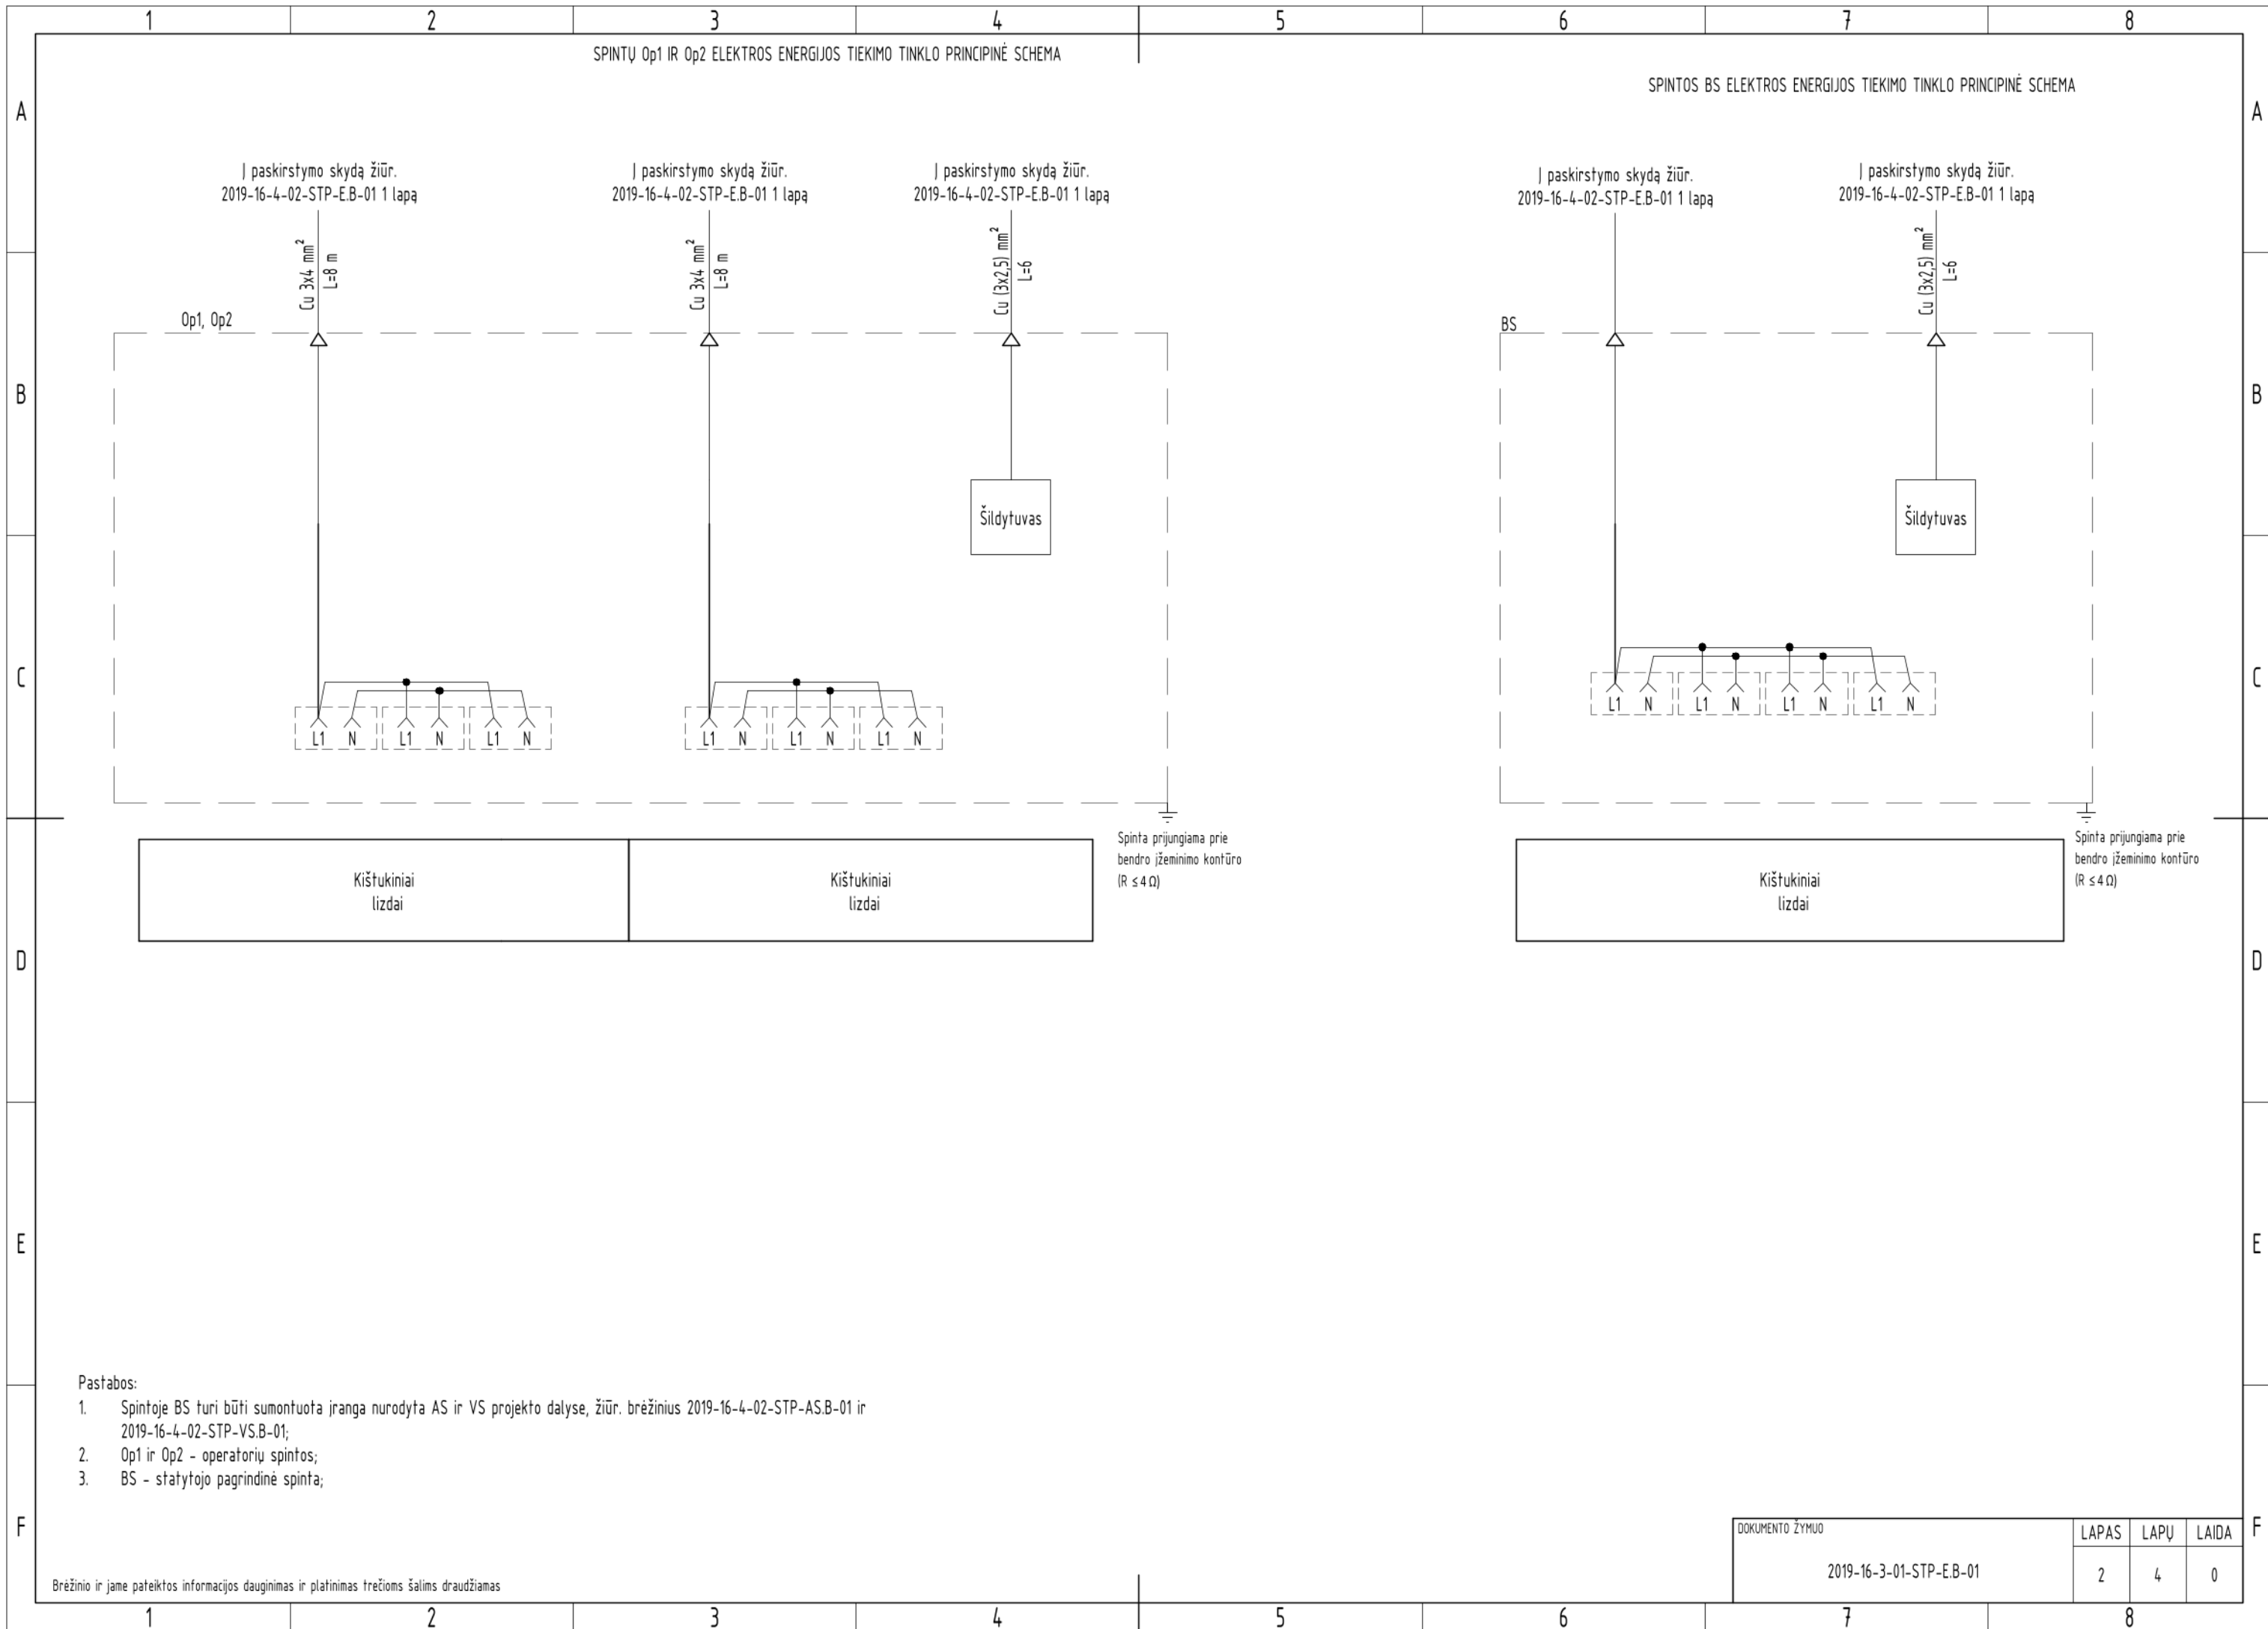 1 2 3 4 5 6 7 8
SPINTŲ Op1 IR Op2 ELEKTROS ENERGIJOS TIEKIMO TINKLO PRINCIPINĖ SCHEMA
SPINTOS BS ELEKTROS ENERGIJOS TIEKIMO TINKLO PRINCIPINĖ SCHEMA
A A
Į paskirstymo skydą žiūr.
2019-16-4-02-STP-E.B-01 1 lapą
Į paskirstymo skydą žiūr.
2019-16-4-02-STP-E.B-01 1 lapą
Į paskirstymo skydą žiūr.
2019-16-4-02-STP-E.B-01 1 lapą
Į paskirstymo skydą žiūr.
2019-16-4-02-STP-E.B-01 1 lapą
Į paskirstymo skydą žiūr.
2019-16-4-02-STP-E.B-01 1 lapą
Cu 3x4 mm²
L=8 m
Cu 3x4 mm²
L=8 m
Cu (3x2,5) mm²
L=6
Cu (3x2,5) mm²
L=6
Op1, Op2
BS
B B
Šildytuvas
Šildytuvas
C C
L1 N L1 N L1 N
L1 N L1 N L1 N
L1 N L1 N L1 N L1 N
Spinta prijungiama prie
bendro įžeminimo kontūro
(R ≤ 4 Ω)
Spinta prijungiama prie
bendro įžeminimo kontūro
(R ≤ 4 Ω)
Kištukiniai
lizdai
Kištukiniai
lizdai
Kištukiniai
lizdai
D D
E E
Pastabos:
1. Spintoje BS turi būti sumontuota įranga nurodyta AS ir VS projekto dalyse, žiūr. brėžinius 2019-16-4-02-STP-AS.B-01 ir
2019-16-4-02-STP-VS.B-01;
2. Op1 ir Op2 - operatorių spintos;
3. BS - statytojo pagrindinė spinta;
F F
DOKUMENTO ŽYMUO
LAPAS LAPŲ LAIDA
2019-16-3-01-STP-E.B-01
2 4 0
Brėžinio ir jame pateiktos informacijos dauginimas ir platinimas trečioms šalims draudžiamas
1 2 3 4 5 6 7 8